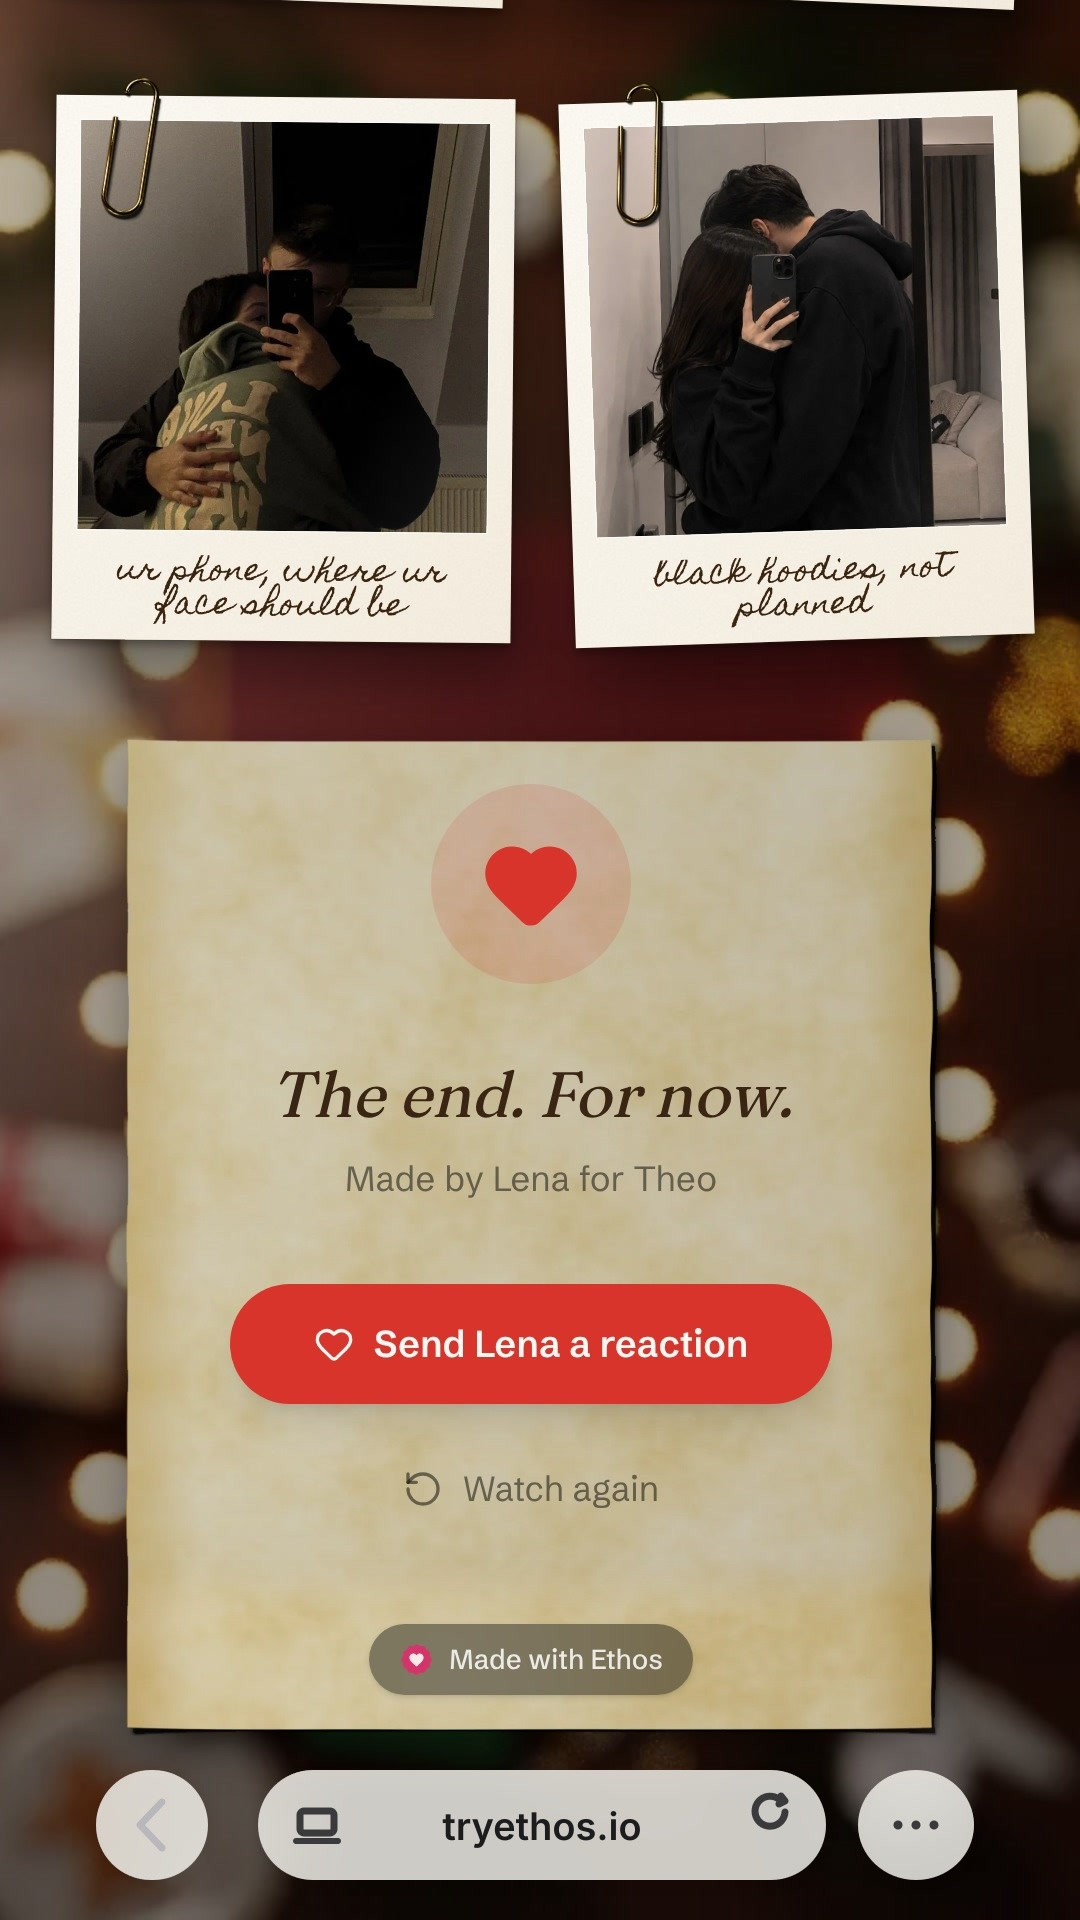 ur phone, where ur
face should be
black hoodies, not
planned
The end. For now.
Made by Lena for Theo
Send Lena a reaction
Watch again
Made with Ethos
tryethos.io